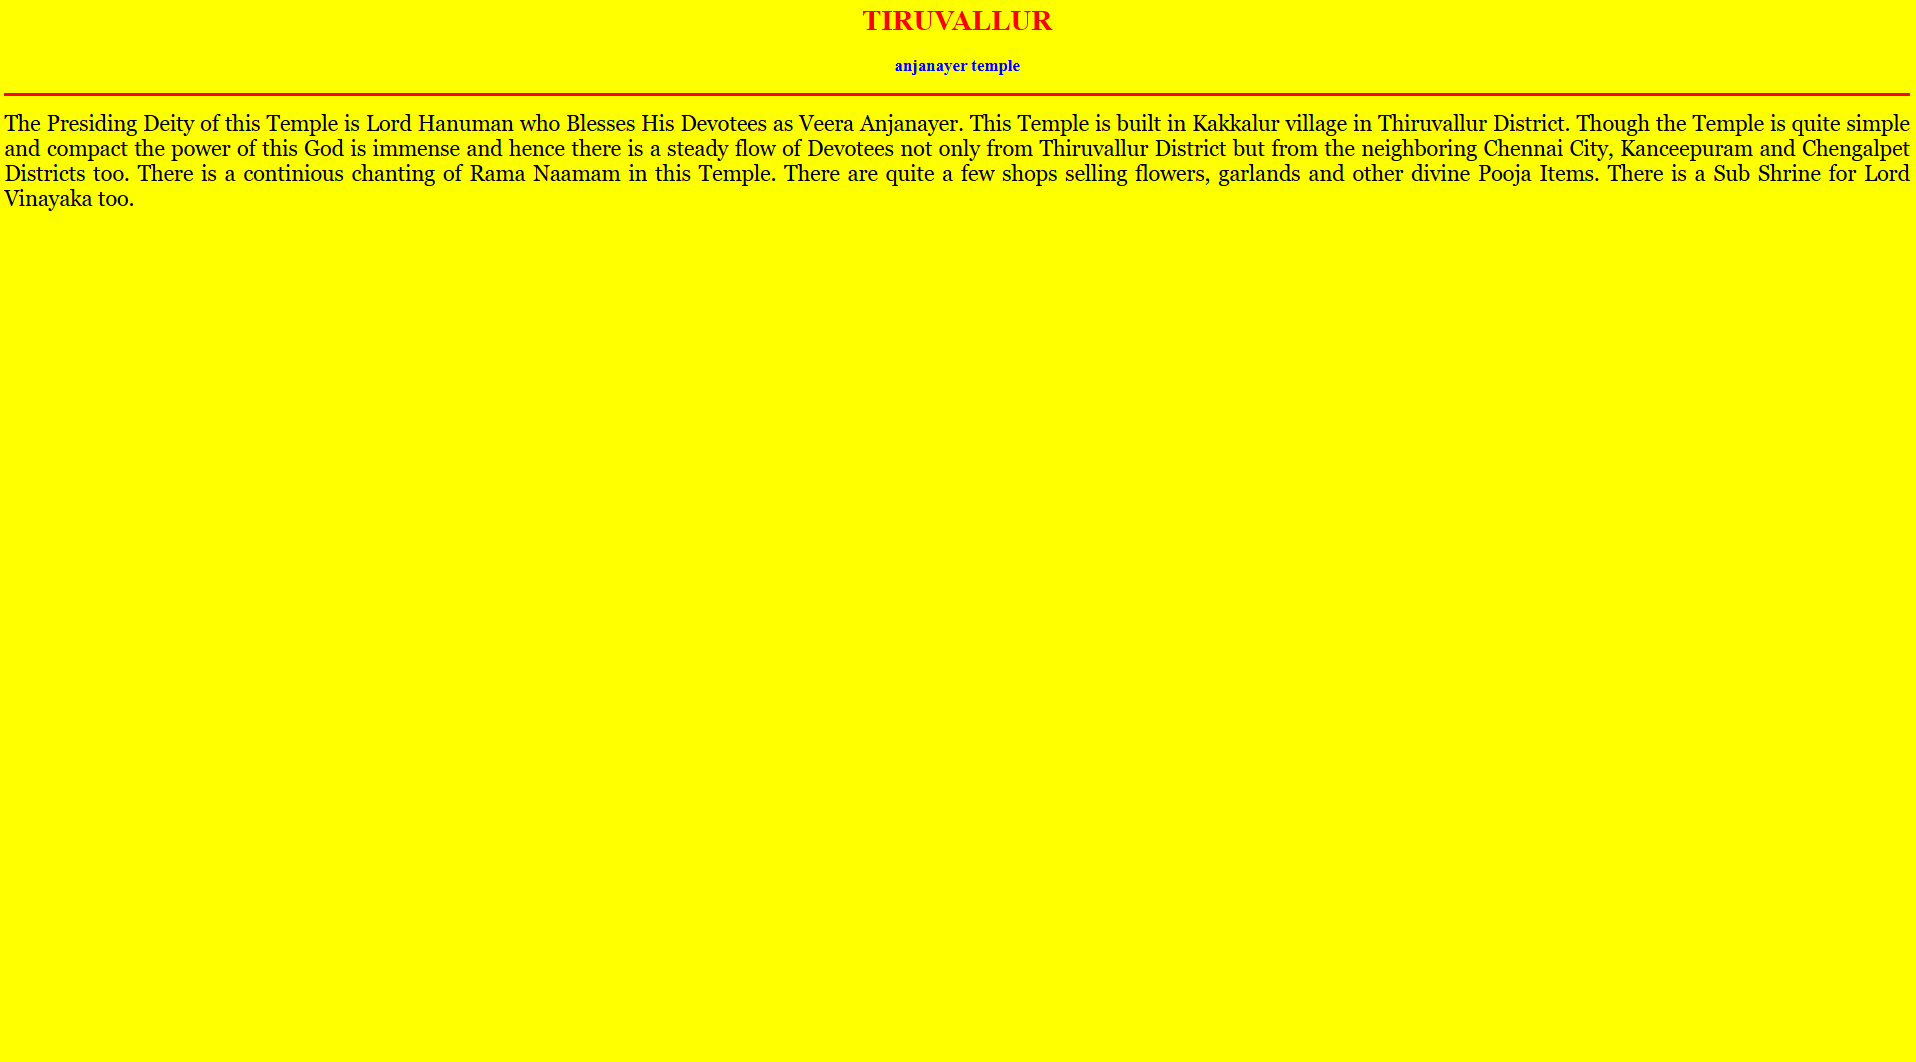 TIRUVALLUR
anjanayer temple
The Presiding Deity of this Temple is Lord Hanuman who Blesses His Devotees as Veera Anjanayer. This Temple is built in Kakkalur village in Thiruvallur District. Though the Temple is quite simple
and compact the power of this God is immense and hence there is a steady flow of Devotees not only from Thiruvallur District but from the neighboring Chennai City, Kanceepuram and Chengalpet
Districts too. There is a continious chanting of Rama Naamam in this Temple. There are quite a few shops selling flowers, garlands and other divine Pooja Items. There is a Sub Shrine for Lord
Vinayaka too.